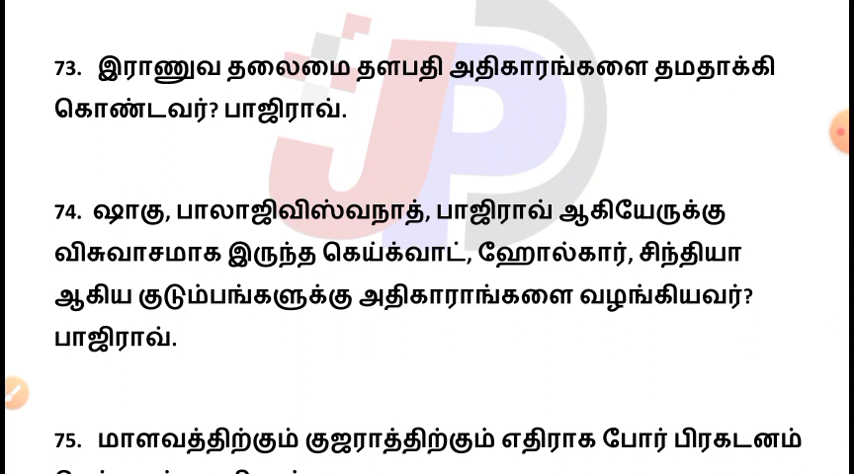 73. இராணுவ தலைமை தளபதி அதிகாரங்களை தமதாக்கி
கொண்டவர்? பாஜிராவ்.
74. ஷாகு, பாலாஜிவிஸ்வநாத், பாஜிராவ் ஆகியேருக்கு
விசுவாசமாக இருந்த கெய்க்வாட், ஹோல்கார், சிந்தியா
ஆகிய குடும்பங்களுக்கு அதிகாராங்களை வழங்கியவர்?
பாஜிராவ்.
75. மாளவத்திற்கும் குஜராத்திற்கும் எதிராக போர் பிரகடனம்